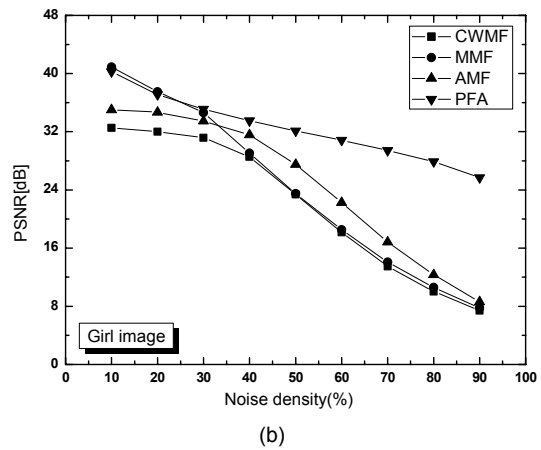 48
40
32
24
16
8
0
PSNR[dB]
CWMF
MMF
AMF
PFA
Girl image
0 10 20 30 40 50 60 70 80 90 100
Noise density(%)
(b)